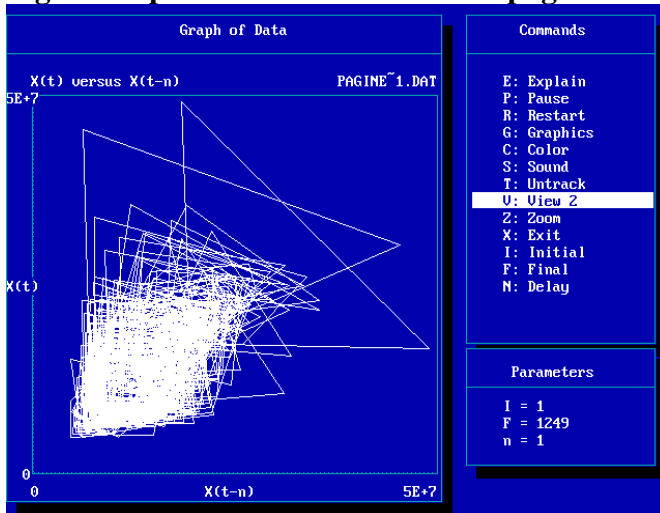 Graph of Data
X(t) versus X(t-n)
PAGINE~1.DAT
5E+7
X(t)
0
0
X(t-n)
5E+7
Commands
E: Explain
P: Pause
R: Restart
G: Graphics
C: Color
S: Sound
T: Untrack
V: View 2
Z: Zoom
X: Exit
I: Initial
F: Final
N: Delay
Parameters
I = 1
F = 1249
n = 1